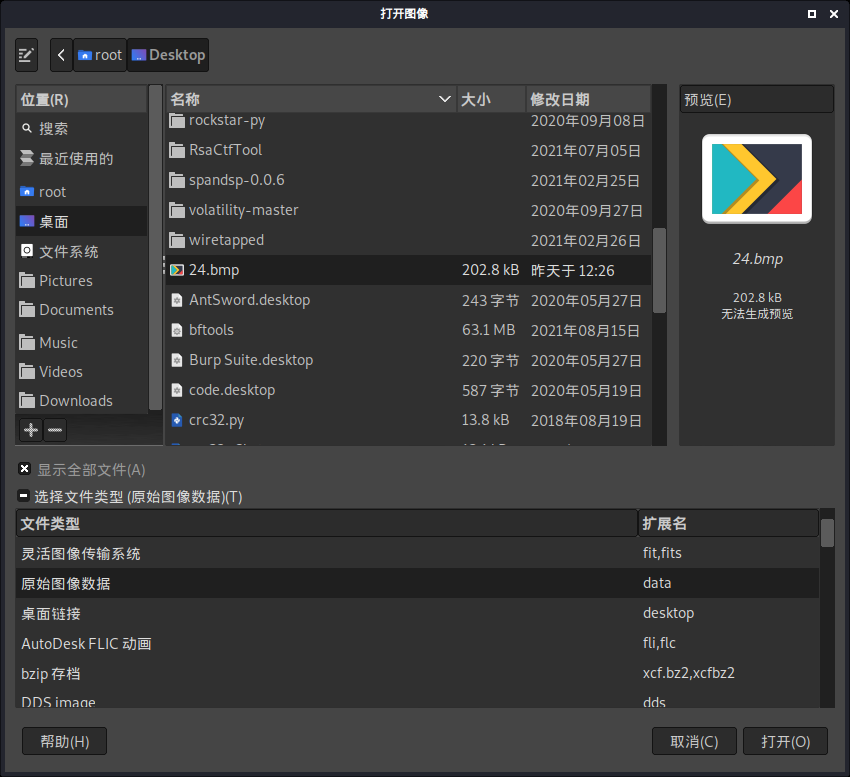 打开图像
root
Desktop
位置(R)
搜索
最近使用的
root
桌面
文件系统
Pictures
Documents
Music
Videos
Downloads
名称 大小 修改日期
rockstar-py 2020年09月08日
RsaCtfTool 2021年07月05日
spandsp-0.0.6 2021年02月25日
volatility-master 2020年09月27日
wiretapped 2021年02月26日
24.bmp 202.8 kB 昨天于 12:26
AntSword.desktop 243 字节 2020年05月27日
bftools 63.1 MB 2021年08月15日
Burp Suite.desktop 220 字节 2020年05月27日
code.desktop 587 字节 2020年05月19日
crc32.py 13.8 kB 2018年08月19日
预览(E)
24.bmp
202.8 kB
无法生成预览
显示全部文件(A)
选择文件类型 (原始图像数据)(T)
文件类型 扩展名
灵活图像传输系统 fit,fits
原始图像数据 data
桌面链接 desktop
AutoDesk FLIC 动画 fli,flc
bzip 存档 xcf.bz2,xcfbz2
DDS image dds
帮助(H) 取消(C) 打开(O)